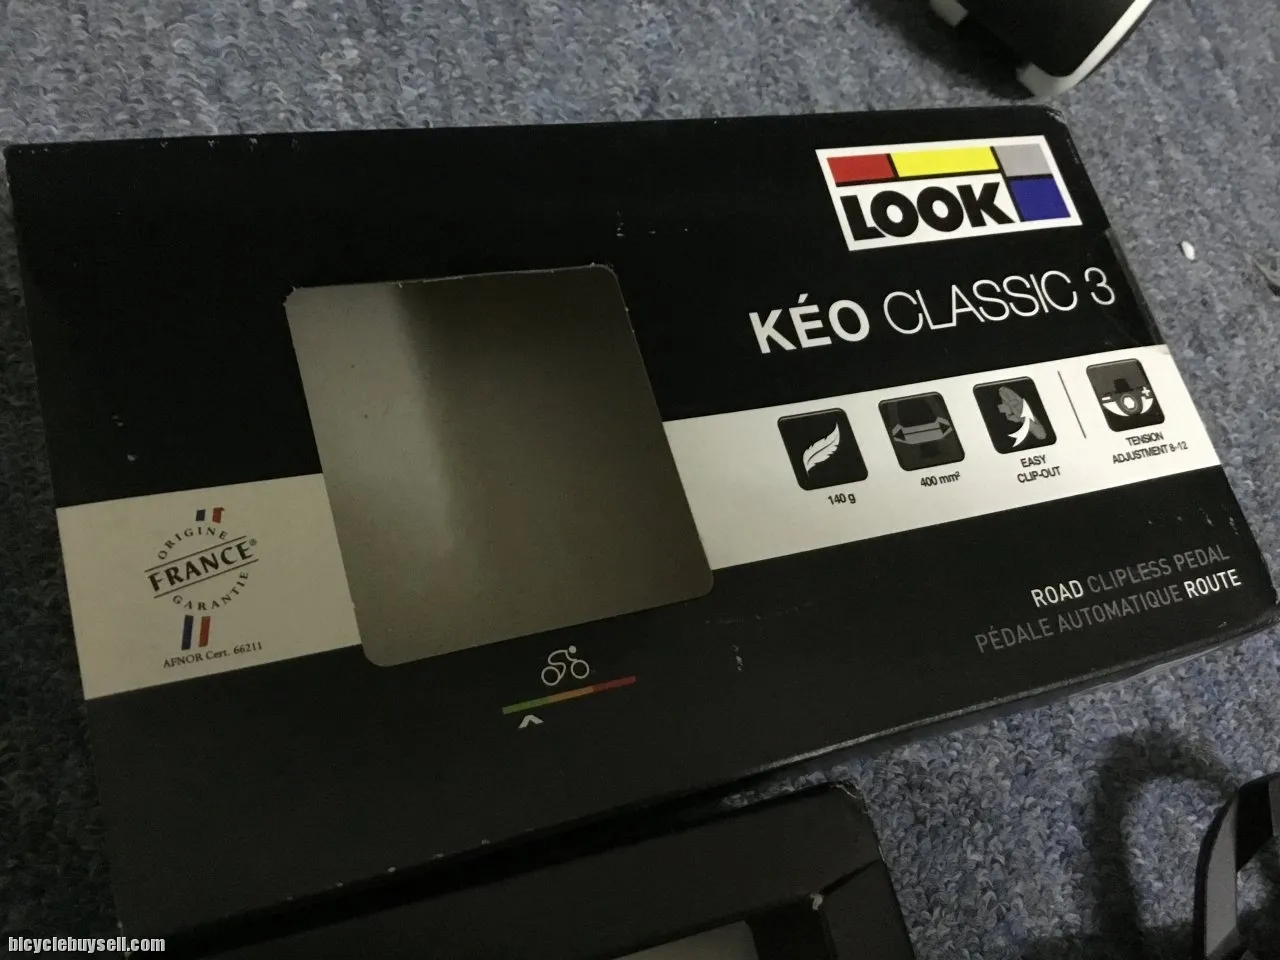 LOOK
KÉO CLASSIC 3
140 g
400 mm²
EASY
CLIP-OUT
TENSION
ADJUSTMENT 8-12
ORIGINE
FRANCE®
GARANTIE
AFNOR Cert. 66211
ROAD CLIPLESS PEDAL
PÉDALE AUTOMATIQUE ROUTE
bicyclebuysell.com